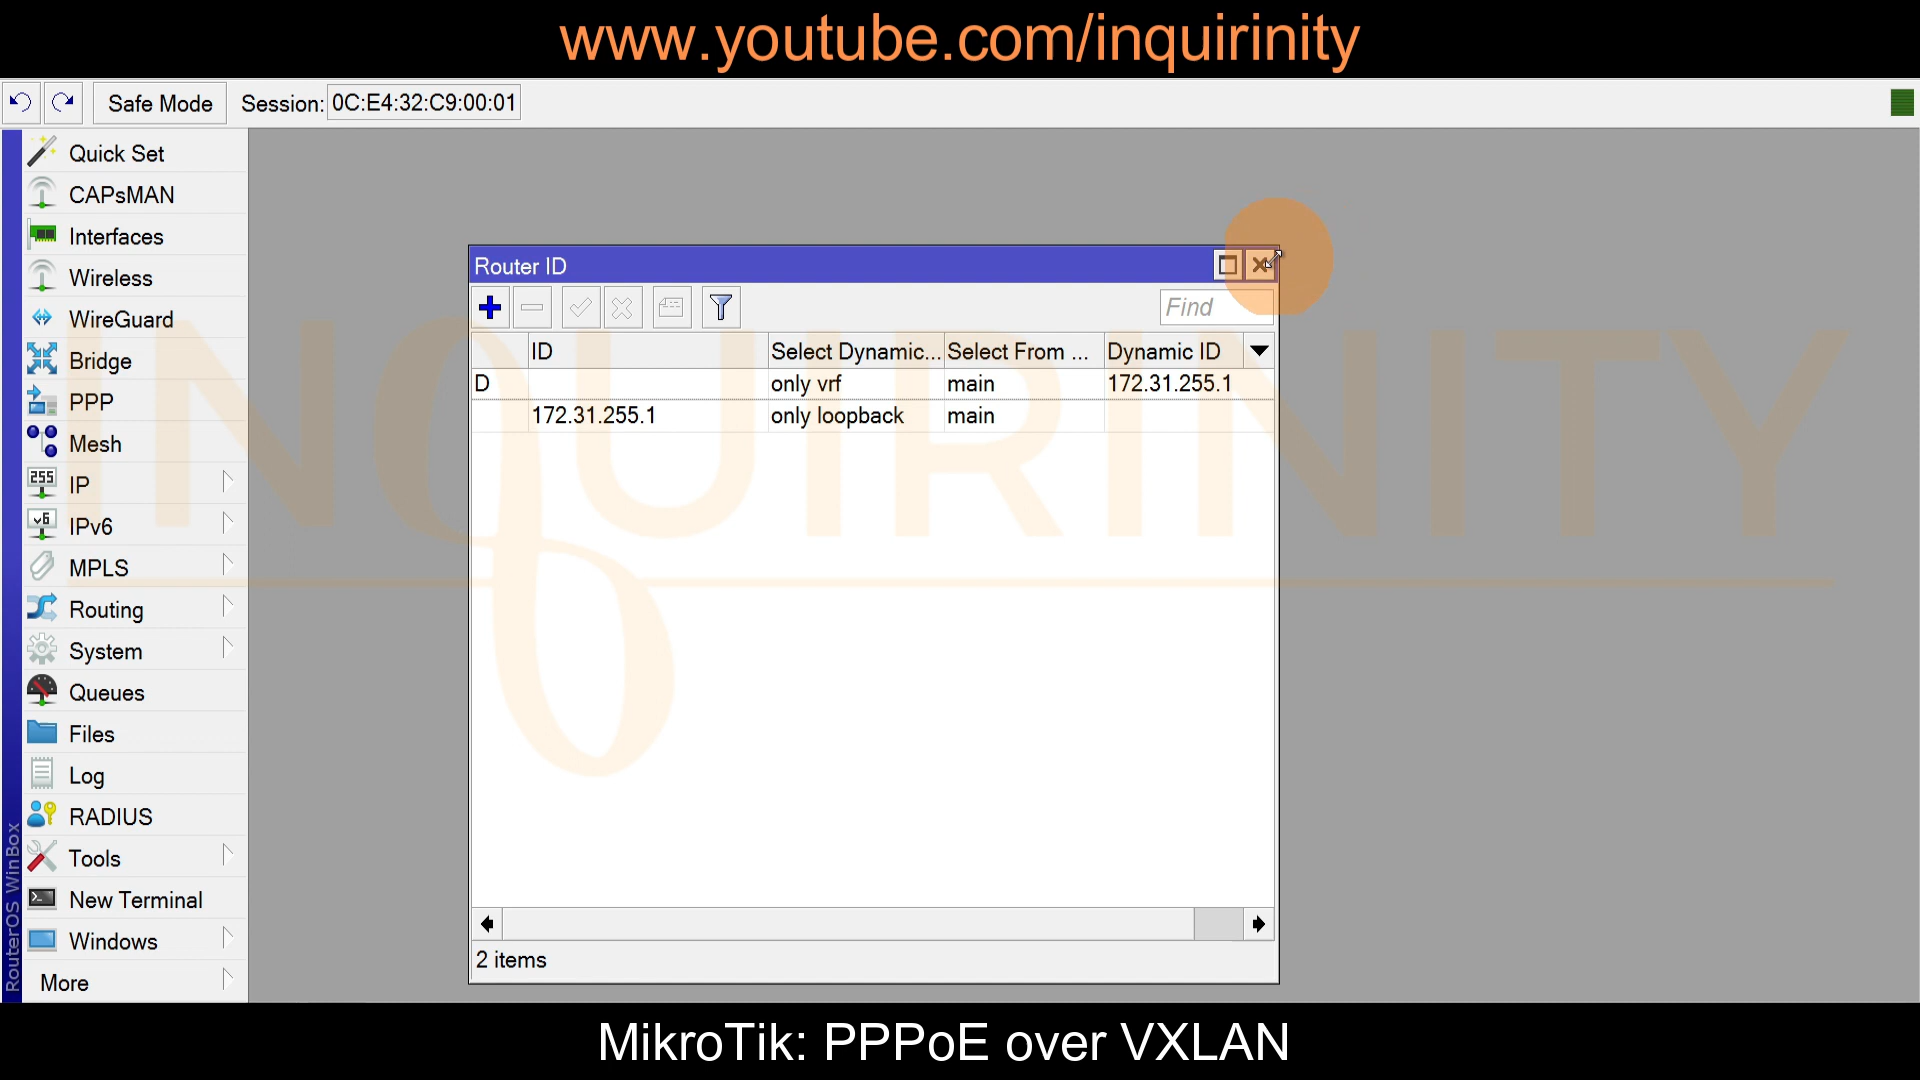 www.youtube.com/inquirinity
Safe Mode Session: 0C:E4:32:C9:00:01
Quick Set
CAPsMAN
Interfaces
Wireless
WireGuard
Bridge
PPP
Mesh
255 IP
v6 IPv6
MPLS
Routing
System
Queues
Files
Log
RADIUS
Tools
New Terminal
Windows
More
RouterOS WinBox
Router ID
Find
ID Select Dynamic... Select From ... Dynamic ID
D only vrf main 172.31.255.1
172.31.255.1 only loopback main
2 items
INQUIRINITY
MikroTik: PPPoE over VXLAN